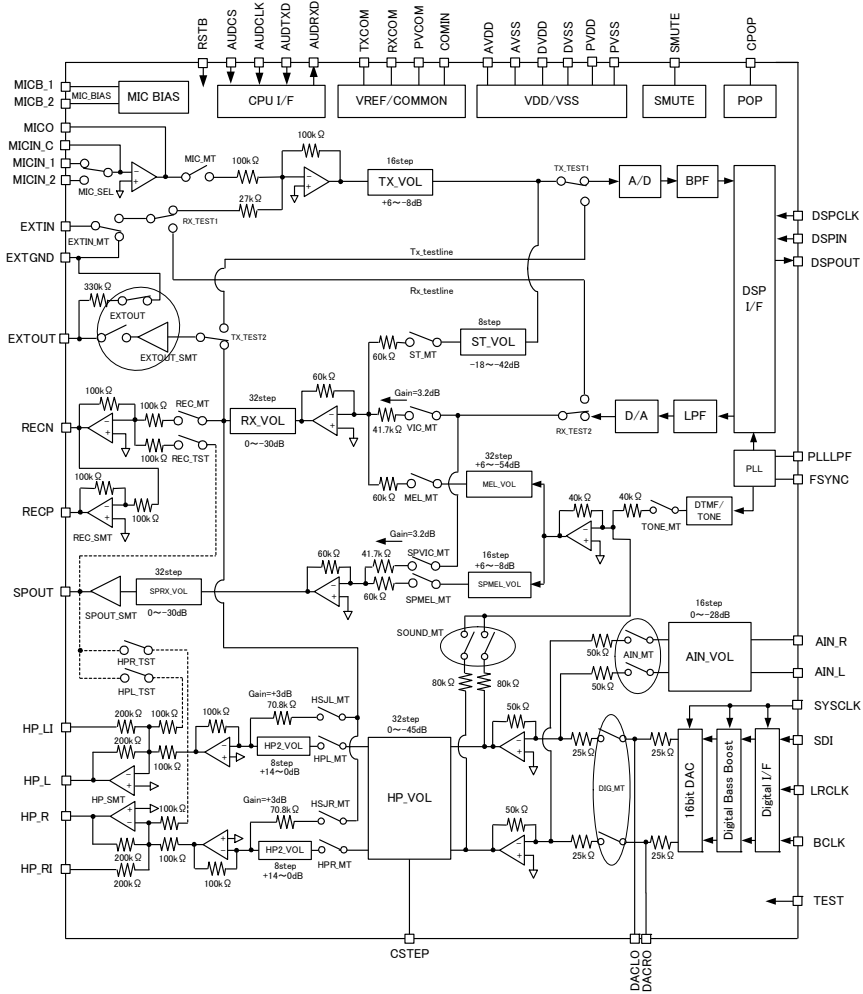 RSTB
AUDCS
AUDCLK
AUDTXD
AUDRXD
TXCOM
RXCOM
PVCOM
COMIN
AVDD
AVSS
DVDD
DVSS
PVDD
PVSS
SMUTE
CPOP
MICB_1
MICB_2
MIC_BIAS
MIC BIAS
CPU I/F
VREF/COMMON
VDD/VSS
SMUTE
POP
MICO
MICIN_C
MICIN_1
MICIN_2
MIC_SEL
MIC_MT
100kΩ
100kΩ
27kΩ
16step
TX_VOL
+6～-8dB
TX_TEST1
A/D
BPF
EXTIN
EXTIN_MT
RX_TEST1
EXTGND
DSPCLK
DSPIN
DSPOUT
DSP
I/F
Tx_testline
Rx_testline
330kΩ
EXTOUT
EXTOUT
EXTOUT_SMT
TX_TEST2
60kΩ
ST_MT
8step
ST_VOL
-18～-42dB
RECN
100kΩ
100kΩ
REC_MT
100kΩ
REC_TST
32step
RX_VOL
0～-30dB
60kΩ
Gain=3.2dB
41.7kΩ
VIC_MT
RX_TEST2
D/A
LPF
60kΩ
MEL_MT
32step
+6～-54dB
MEL_VOL
PLL
PLLLPF
FSYNC
RECP
100kΩ
100kΩ
REC_SMT
40kΩ
40kΩ
TONE_MT
DTMF/
TONE
SPOUT
SPOUT_SMT
32step
SPRX_VOL
0～-30dB
60kΩ
Gain=3.2dB
41.7kΩ
60kΩ
SPVIC_MT
SPMEL_MT
16step
+6～-8dB
SPMEL_VOL
SOUND_MT
80kΩ
80kΩ
50kΩ
50kΩ
AIN_MT
16step
0～-28dB
AIN_VOL
AIN_R
AIN_L
HPR_TST
HPL_TST
HP_LI
200kΩ
100kΩ
200kΩ
100kΩ
100kΩ
Gain=+3dB
70.8kΩ
HSJL_MT
HP2_VOL
8step
+14～0dB
HPL_MT
32step
0～-45dB
HP_VOL
50kΩ
25kΩ
25kΩ
DIG_MT
SYSCLK
SDI
LRCLK
BCLK
16bit DAC
Digital Bass Boost
Digital I/F
HP_L
HP_SMT
HP_R
100kΩ
200kΩ
100kΩ
200kΩ
HP_RI
100kΩ
Gain=+3dB
70.8kΩ
HSJR_MT
HP2_VOL
8step
+14～0dB
HPR_MT
50kΩ
25kΩ
25kΩ
TEST
CSTEP
DACLO
DACRO